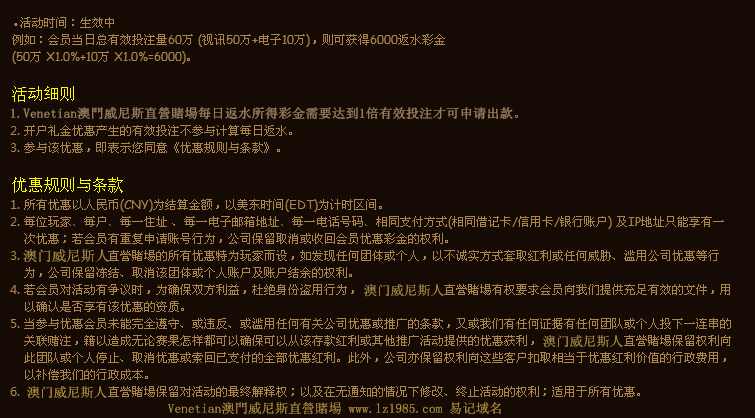 •活动时间：生效中
例如：会员当日总有效投注量60万 (视讯50万+电子10万)，则可获得6000返水彩金
(50万 X1.0%+10万 X1.0%=6000)。
活动细则
1. Venetian澳門威尼斯直營賭場每日返水所得彩金需要达到1倍有效投注才可申请出款。
2. 开户礼金优惠产生的有效投注不参与计算每日返水。
3. 参与该优惠，即表示您同意《优惠规则与条款》。
优惠规则与条款
1. 所有优惠以人民币(CNY)为结算金额，以美东时间(EDT)为计时区间。
2. 每位玩家、每户、每一住址 、每一电子邮箱地址、每一电话号码、相同支付方式(相同借记卡/信用卡/银行账户) 及IP地址只能享有一
次优惠；若会员有重复申请账号行为，公司保留取消或收回会员优惠彩金的权利。
3. 澳门威尼斯人直营賭場的所有优惠特为玩家而设，如发现任何团体或个人，以不诚实方式套取红利或任何威胁、滥用公司优惠等行
为，公司保留冻结、取消该团体或个人账户及账户结余的权利。
4. 若会员对活动有争议时，为确保双方利益，杜绝身份盗用行为， 澳门威尼斯人直营賭場有权要求会员向我们提供充足有效的文件，用
以确认是否享有该优惠的资质。
5. 当参与优惠会员未能完全遵守、或违反、或滥用任何有关公司优惠或推广的条款，又或我们有任何证据有任何团队或个人投下一连串的
关联赌注，籍以造成无论赛果怎样都可以确保可以从该存款红利或其他推广活动提供的优惠获利， 澳门威尼斯人直营賭場保留权利向
此团队或个人停止、取消优惠或索回已支付的全部优惠红利。此外，公司亦保留权利向这些客户扣取相当于优惠红利价值的行政费用，
以补偿我们的行政成本。
6. 澳门威尼斯人直营賭場保留对活动的最终解释权；以及在无通知的情况下修改、终止活动的权利；适用于所有优惠。
Venetian澳門威尼斯直營賭場 www.lzl985.com 易记域名